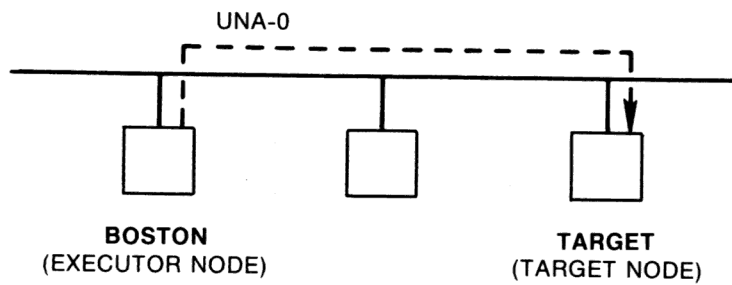 UNA-0
BOSTON
(EXECUTOR NODE)
TARGET
(TARGET NODE)